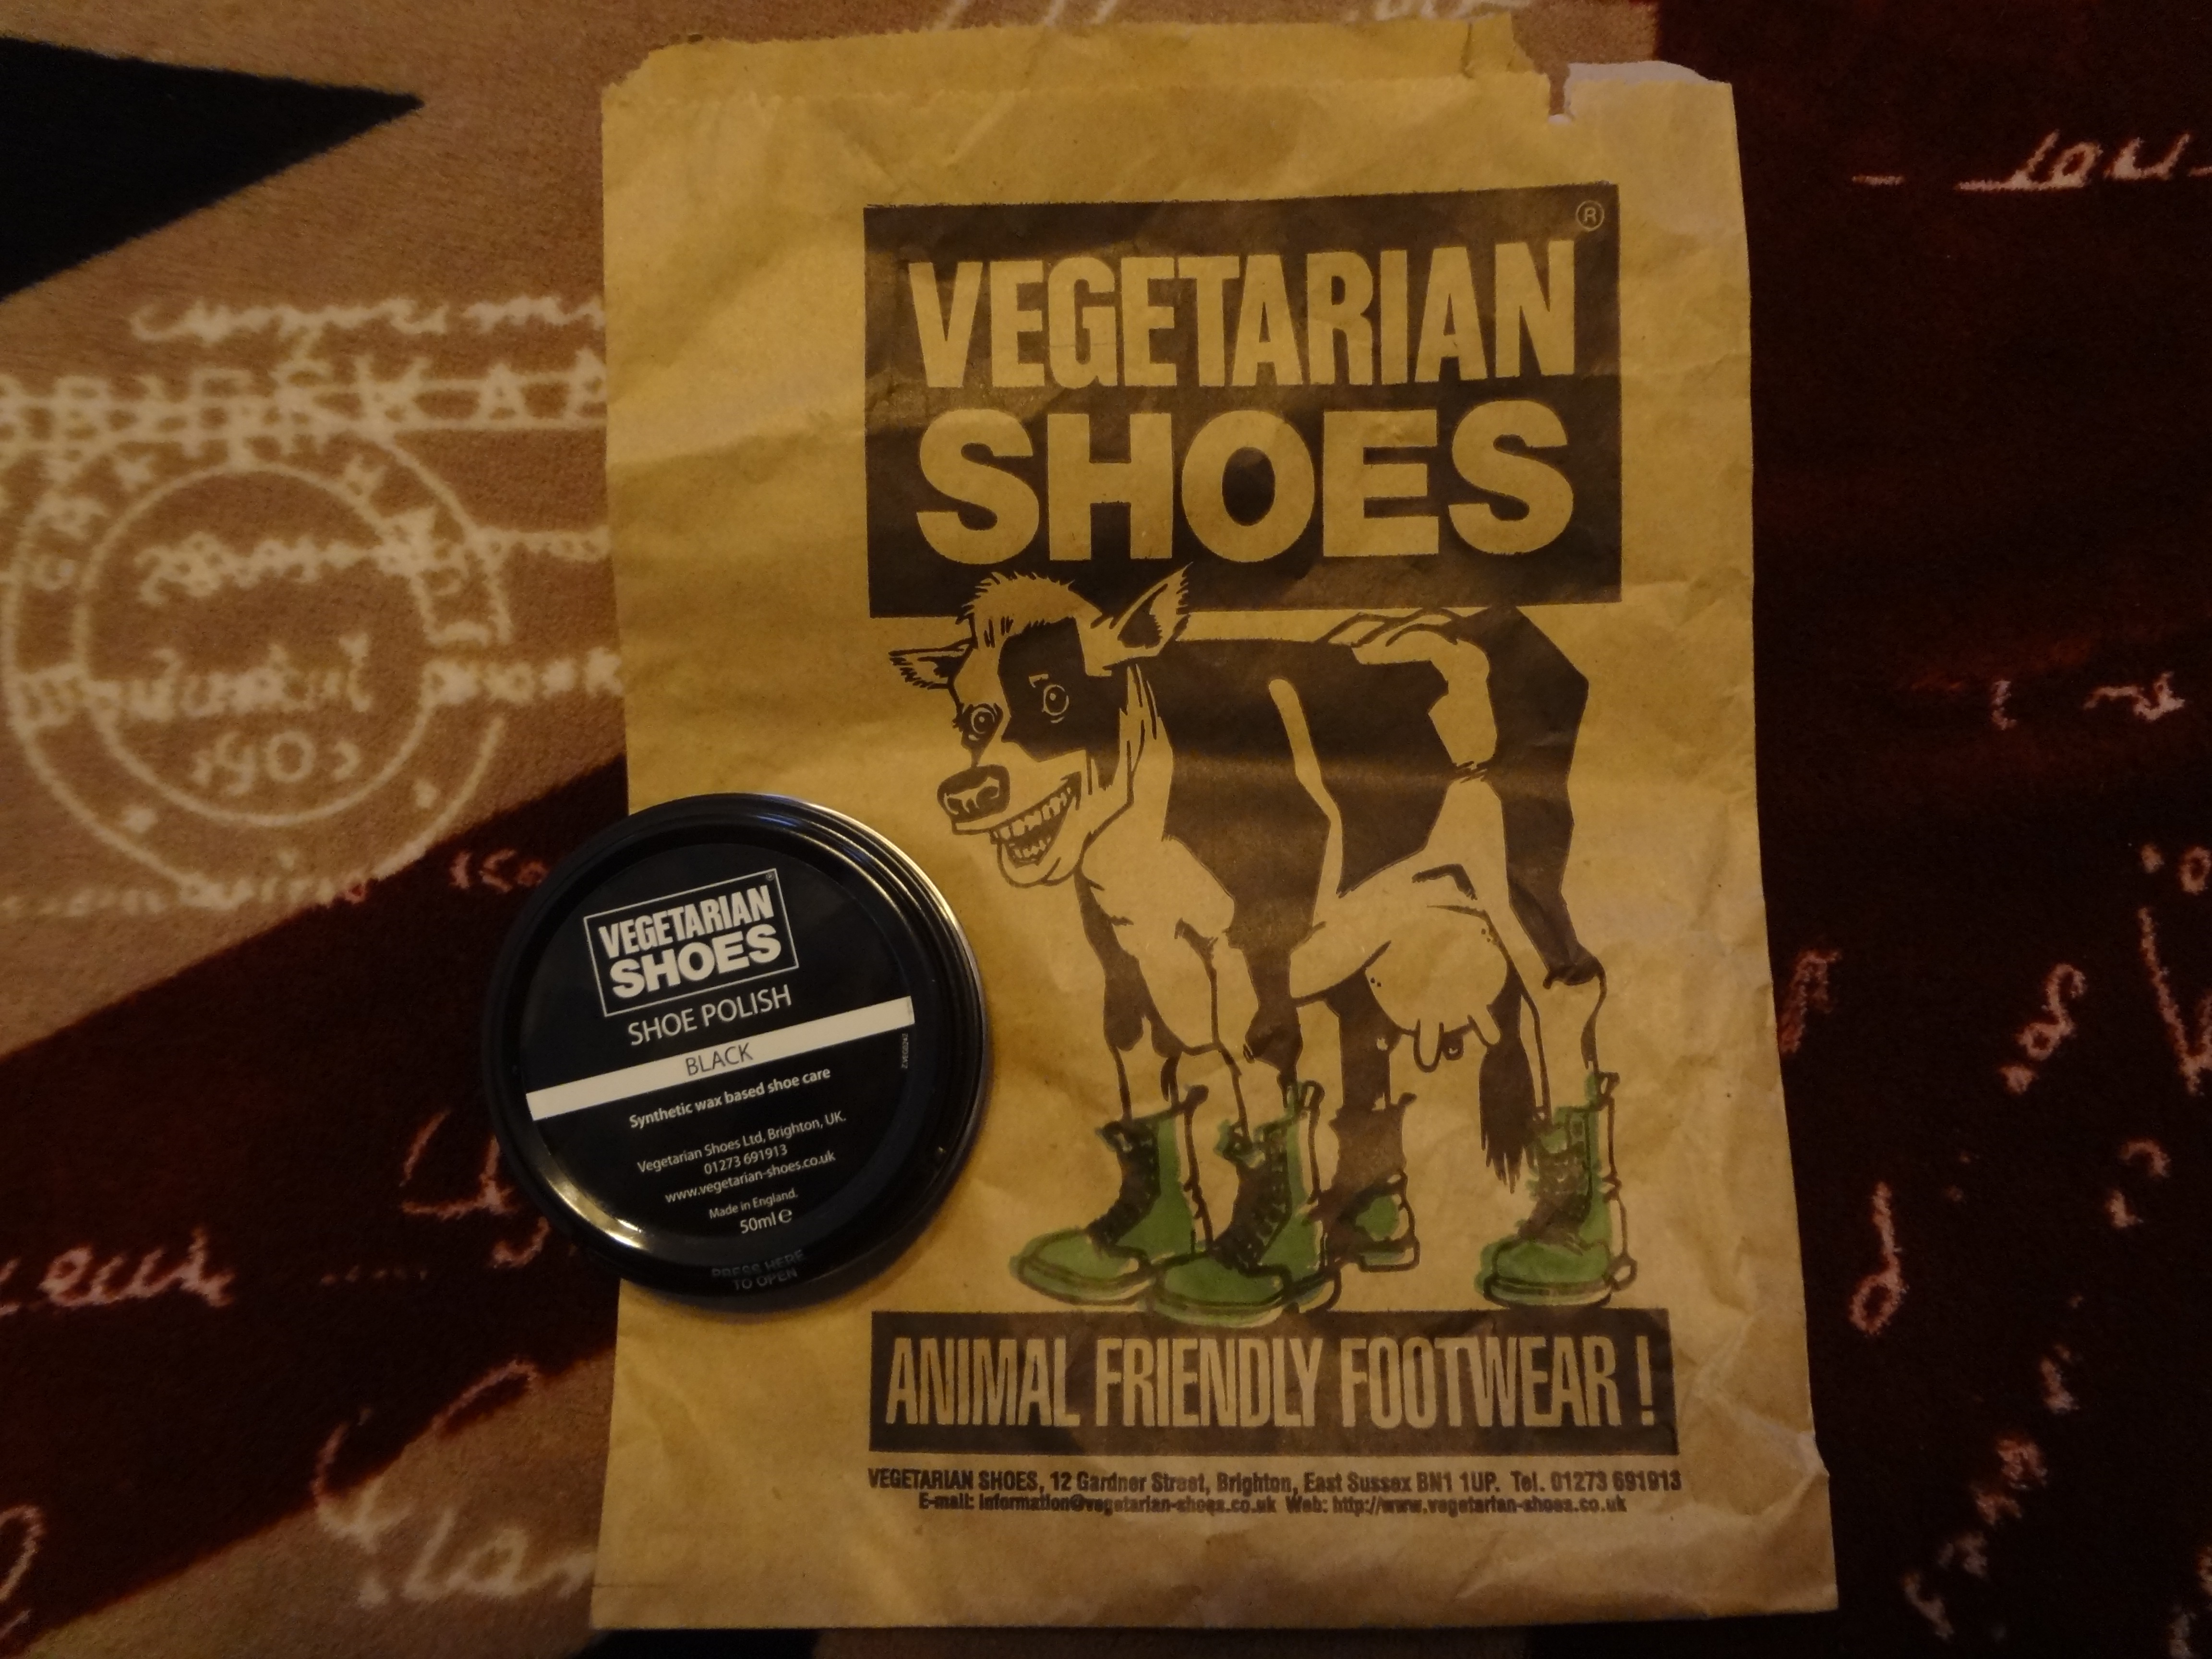 VEGETARIAN
SHOES
®
ANIMAL FRIENDLY FOOTWEAR !
VEGETARIAN SHOES, 12 Gardner Street, Brighton, East Sussex BN1 1UP. Tel. 01273 691913
E-mail: information@vegetarian-shoes.co.uk Web: http://www.vegetarian-shoes.co.uk
VEGETARIAN
SHOES
®
SHOE POLISH
BLACK
Synthetic wax based shoe care
Vegetarian Shoes Ltd, Brighton, UK.
01273 691913
www.vegetarian-shoes.co.uk
Made in England.
50ml ℮
PRESS HERE
TO OPEN